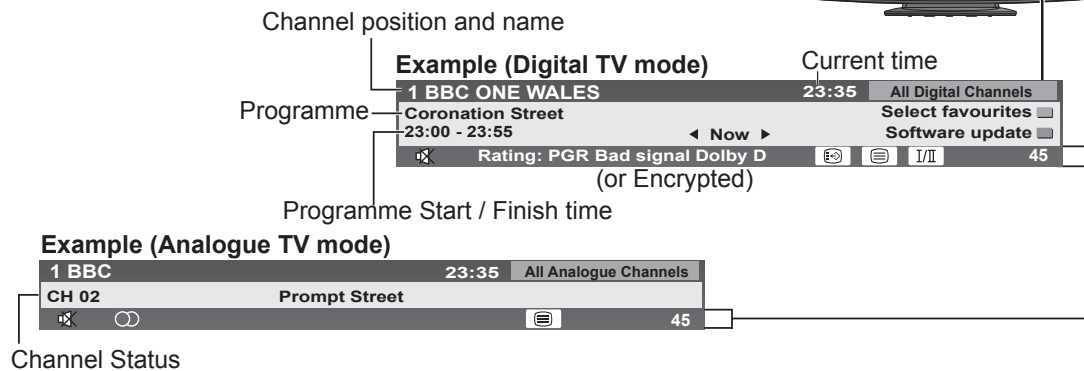 Channel position and name
Example (Digital TV mode)
Current time
1 BBC ONE WALES 23:35 All Digital Channels
Programme
Coronation Street Select favourites
23:00 - 23:55 ◄ Now ► Software update
Rating: PGR Bad signal Dolby D I/II 45
(or Encrypted)
Programme Start / Finish time
Example (Analogue TV mode)
1 BBC 23:35 All Analogue Channels
CH 02 Prompt Street
45
Channel Status